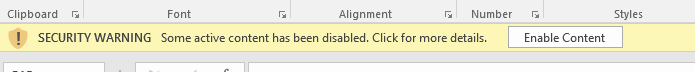 Clipboard Font Alignment Number Styles
SECURITY WARNING Some active content has been disabled. Click for more details. Enable Content